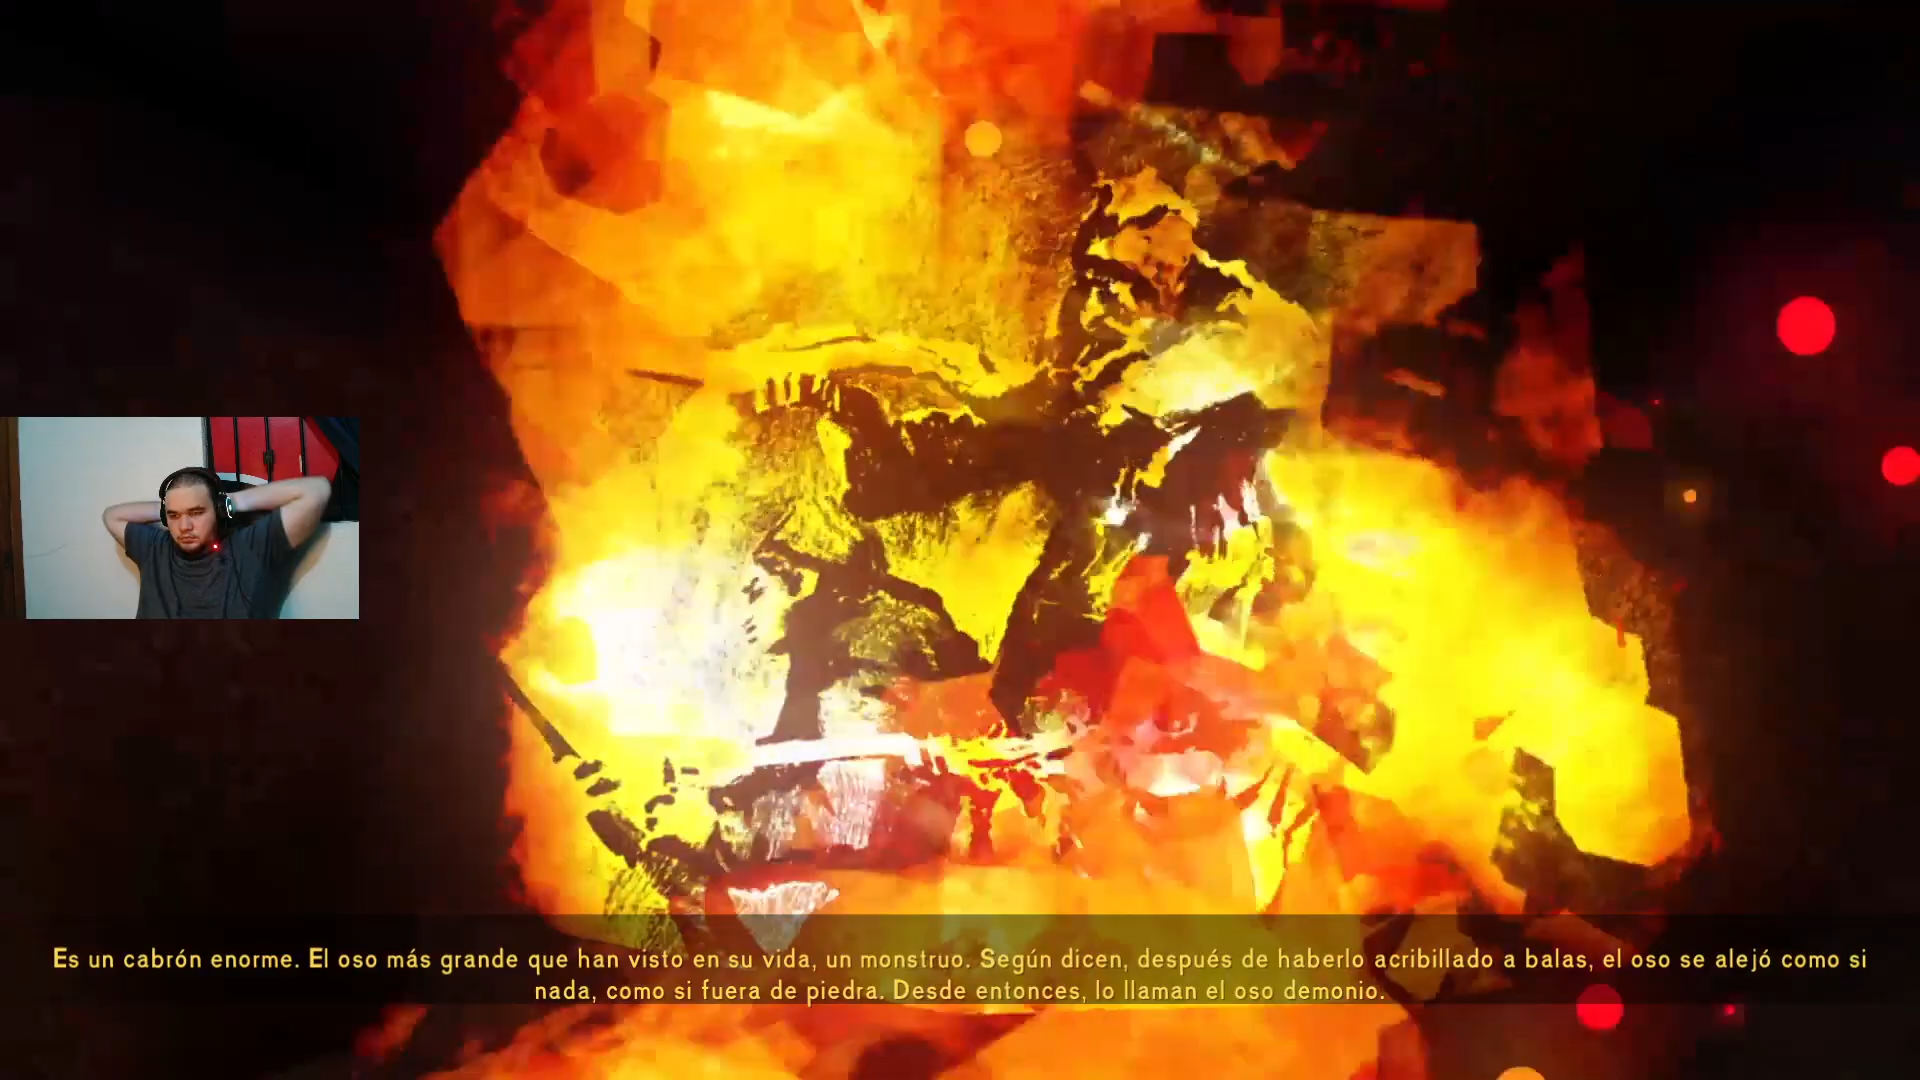 Es un cabrón enorme. El oso más grande que han visto en su vida, un monstruo. Según dicen, después de haberlo acribillado a balas, el oso se alejó como si
nada, como si fuera de piedra. Desde entonces, lo llaman el oso demonio.